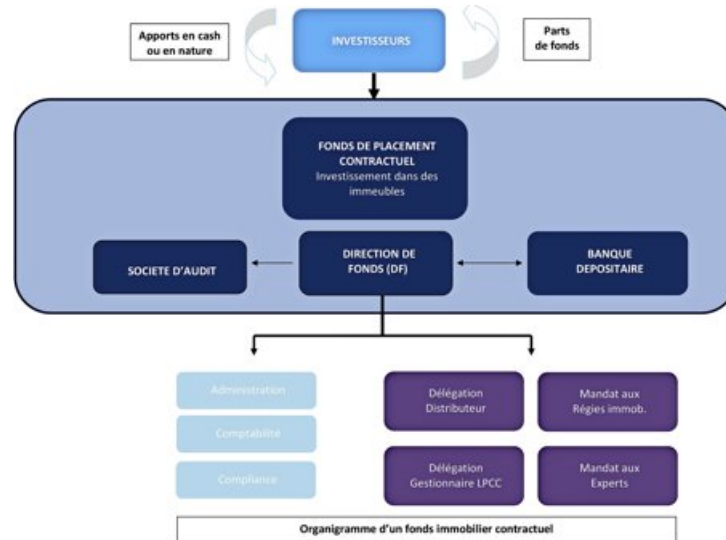 Apports en cash
ou en nature
INVESTISSEURS
Parts
de fonds
FONDS DE PLACEMENT
CONTRACTUEL
Investissement dans des
immeubles
SOCIETE D'AUDIT
DIRECTION DE
FONDS (DF)
BANQUE
DEPOSITAIRE
Administration
Comptabilité
Compliance
Délégation
Distributeur
Mandat aux
Régies immob.
Délégation
Gestionnaire LPCC
Mandat aux
Experts
Organigramme d'un fonds immobilier contractuel